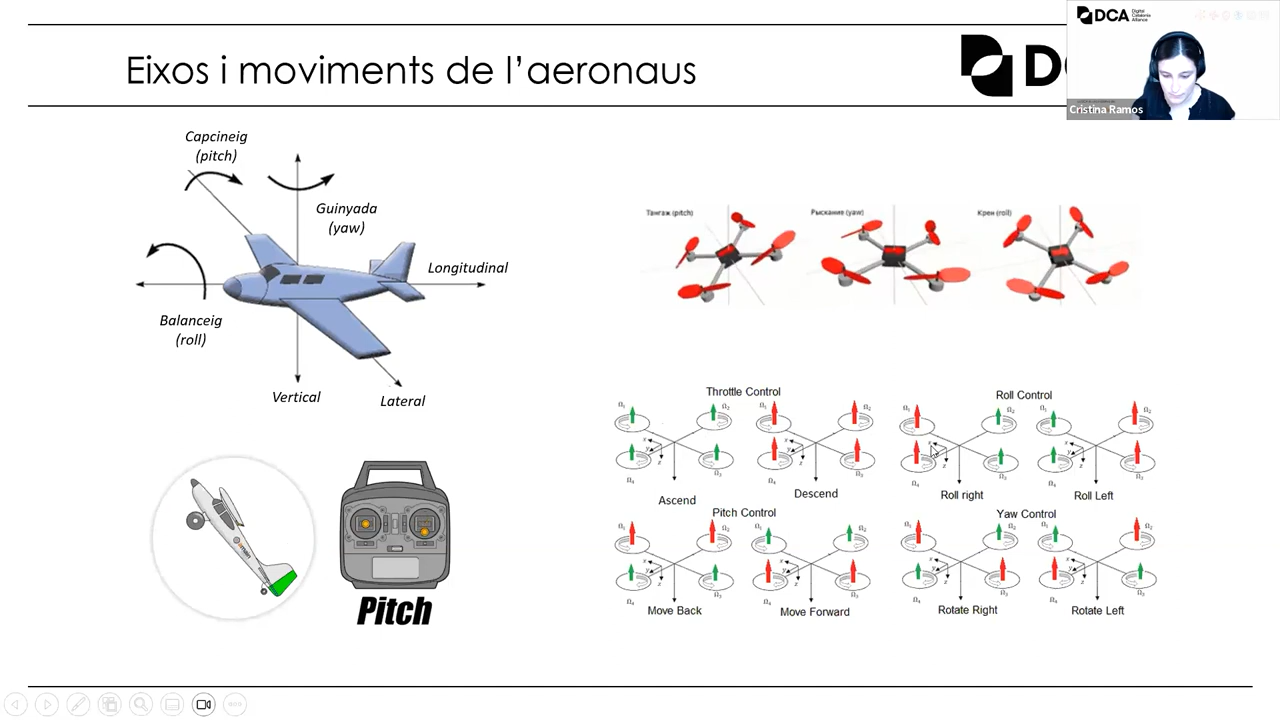 Eixos i moviments de l'aeronaus
DCA
Digital
Catalonia
Alliance
Cristina Ramos
Capcineig
(pitch)
Guinyada
(yaw)
Longitudinal
Balanceig
(roll)
Vertical
Lateral
Тангаж (pitch)
Рыскание (yaw)
Крен (roll)
Throttle Control
Roll Control
Ascend
Descend
Roll right
Roll Left
Pitch Control
Yaw Control
Move Back
Move Forward
Rotate Right
Rotate Left
Pitch